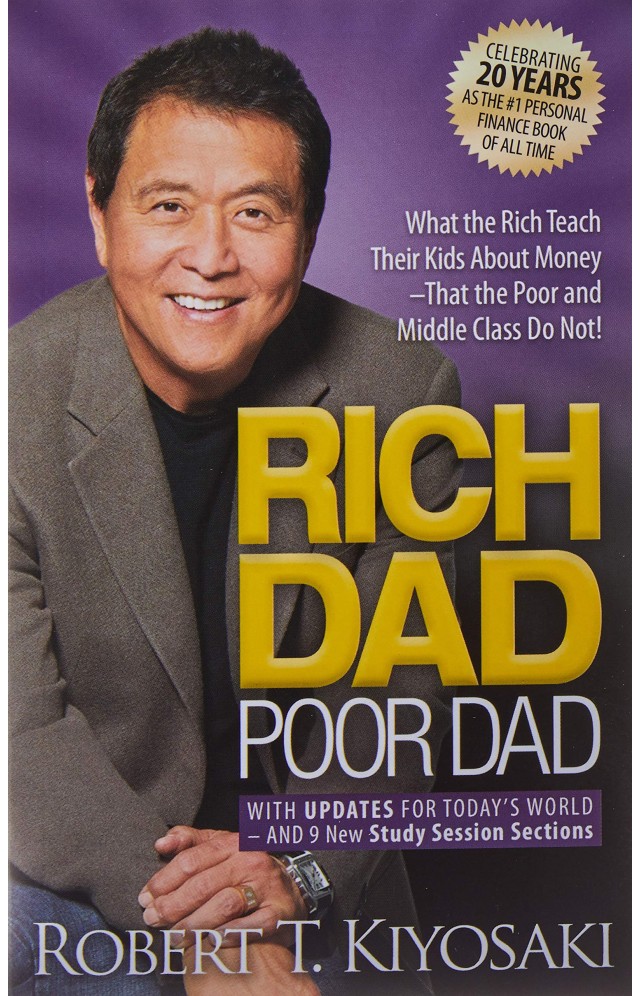 CELEBRATING
20 YEARS
AS THE #1 PERSONAL
FINANCE BOOK
OF ALL TIME
What the Rich Teach
Their Kids About Money
–That the Poor and
Middle Class Do Not!
RICH
DAD
POOR DAD
WITH UPDATES FOR TODAY'S WORLD
– AND 9 New Study Session Sections
ROBERT T. KIYOSAKI